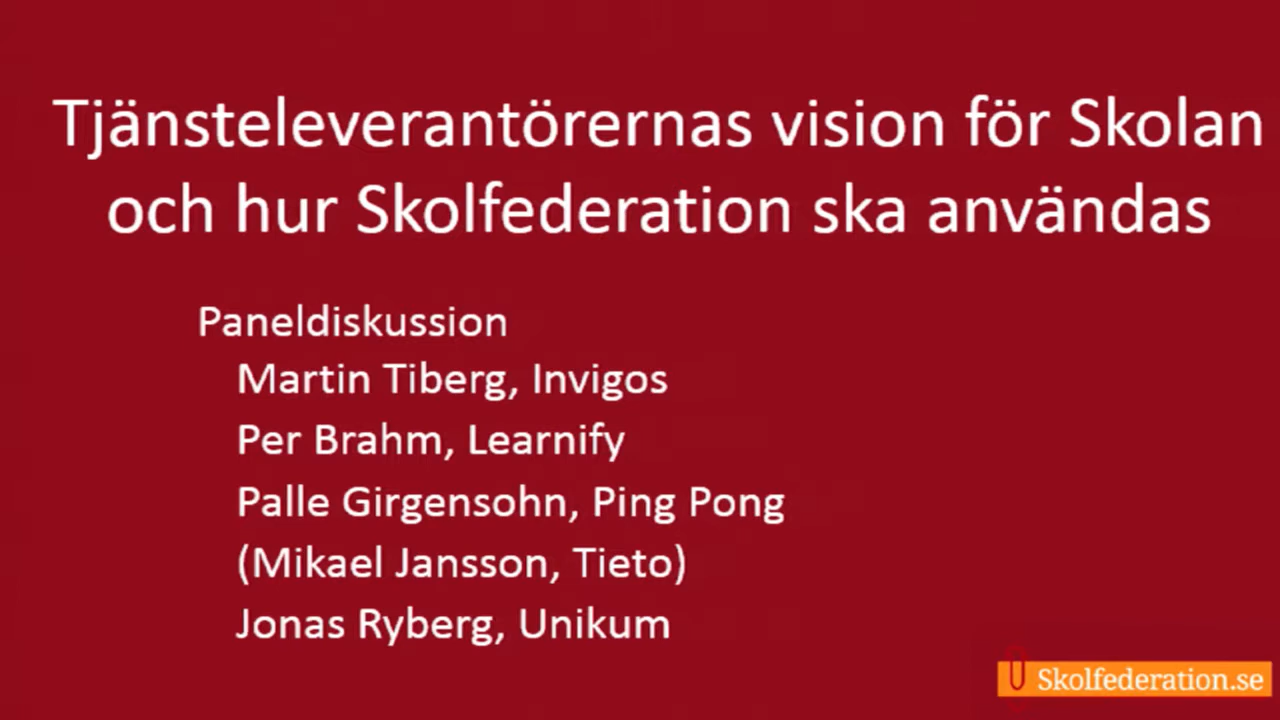 Tjänsteleverantörernas vision för Skolan
och hur Skolfederation ska användas
Paneldiskussion
Martin Tiberg, Invigos
Per Brahm, Learnify
Palle Girgensohn, Ping Pong
(Mikael Jansson, Tieto)
Jonas Ryberg, Unikum
Skolfederation.se